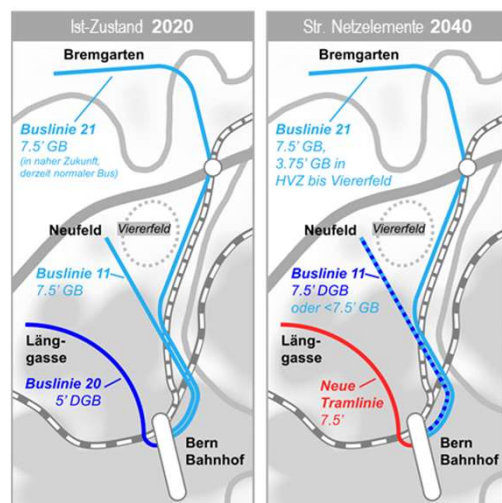 Ist-Zustand 2020
Bremgarten
Buslinie 21
7.5' GB
(in naher Zukunft,
derzeit normaler Bus)
Neufeld
Viererfeld
Buslinie 11
7.5' GB
Läng-
gasse
Buslinie 20
5' DGB
Bern
Bahnhof
Str. Netzelemente 2040
Bremgarten
Buslinie 21
7.5' GB,
3.75' GB in
HVZ bis Viererfeld
Neufeld
Viererfeld
Buslinie 11
7.5' DGB
oder <7.5' GB
Läng-
gasse
Neue
Tramlinie
7.5'
Bern
Bahnhof